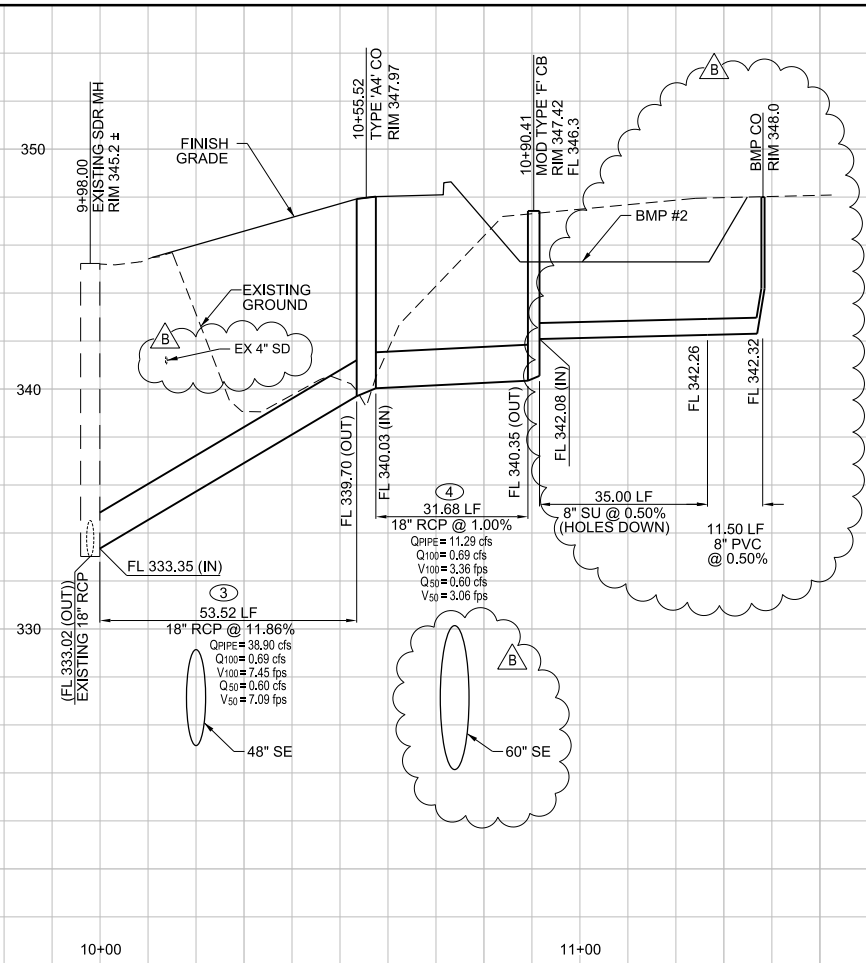 B
9+98.00
EXISTING SDR MH
RIM 345.2 ±
10+55.52
TYPE 'A4' CO
RIM 347.97
10+90.41
MOD TYPE 'F' CB
RIM 347.42
FL 346.3
BMP CO
RIM 348.0
350
FINISH
GRADE
BMP #2
EXISTING
GROUND
B
EX 4" SD
340
FL 339.70 (OUT)
FL 340.03 (IN)
FL 340.35 (OUT)
FL 342.08 (IN)
FL 342.26
FL 342.32
4
31.68 LF
18" RCP @ 1.00%
QPIPE = 11.29 cfs
Q100 = 0.69 cfs
V100 = 3.36 fps
Q50 = 0.60 cfs
V50 = 3.06 fps
35.00 LF
8" SU @ 0.50%
(HOLES DOWN)
11.50 LF
8" PVC
@ 0.50%
FL 333.35 (IN)
(FL 333.02 (OUT))
EXISTING 18" RCP
3
53.52 LF
18" RCP @ 11.86%
QPIPE = 38.90 cfs
Q100 = 0.69 cfs
V100 = 7.45 fps
Q50 = 0.60 cfs
V50 = 7.09 fps
330
B
48" SE
60" SE
10+00
11+00